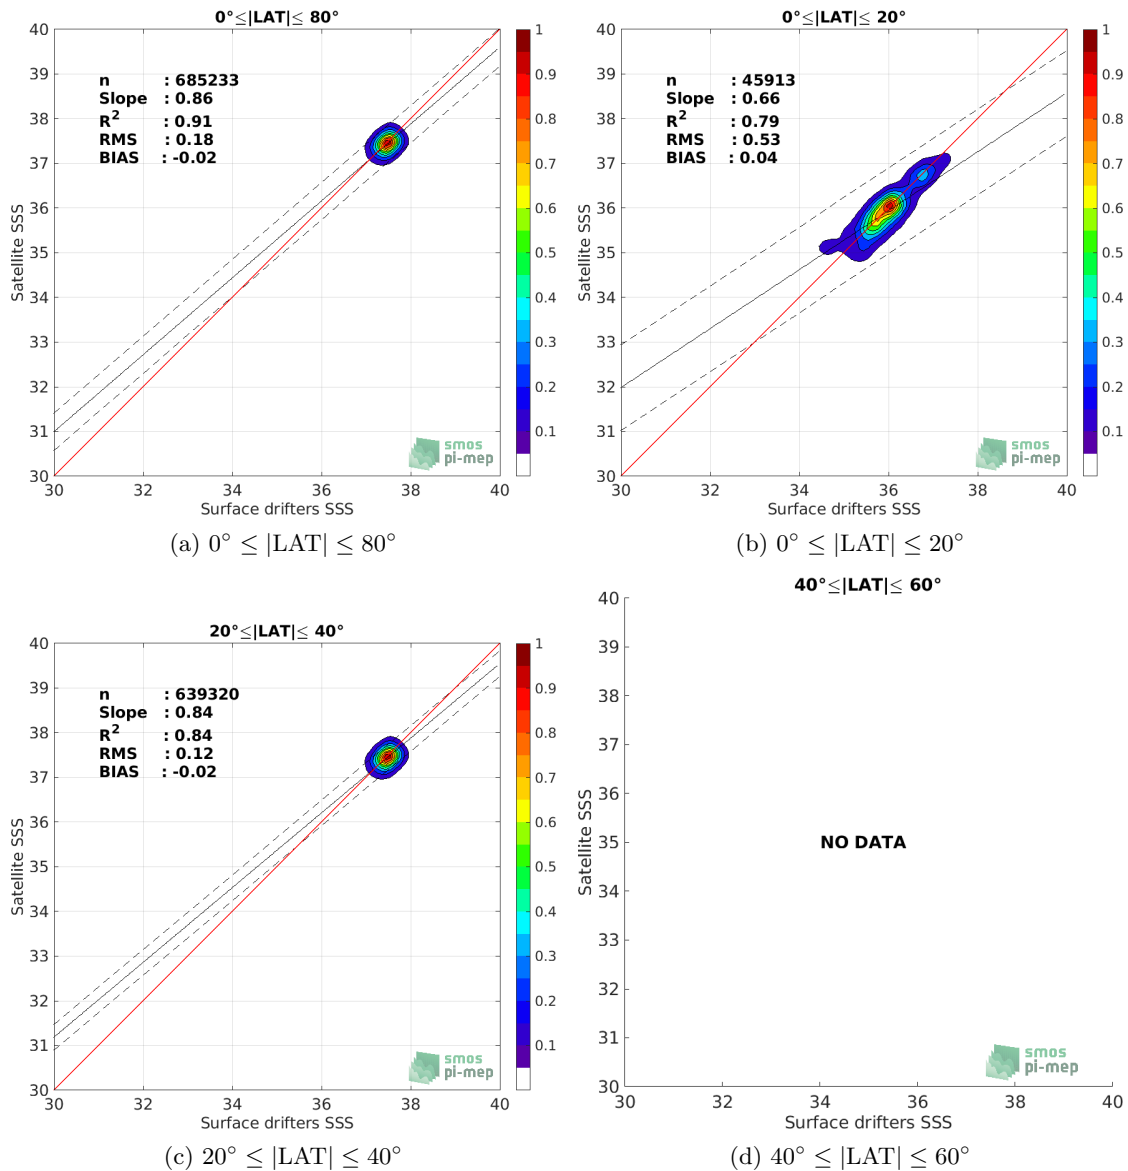 0°≤|LAT|≤ 80°
40
39
38
37
36
35
34
33
32
31
30
Satellite SSS
n : 685233
Slope : 0.86
R2 : 0.91
RMS : 0.18
BIAS : -0.02
smos
pi-mep
30 32 34 36 38 40
Surface drifters SSS
1
0.9
0.8
0.7
0.6
0.5
0.4
0.3
0.2
0.1
(a) 0° ≤ |LAT| ≤ 80°
0°≤|LAT|≤ 20°
40
39
38
37
36
35
34
33
32
31
30
Satellite SSS
n : 45913
Slope : 0.66
R2 : 0.79
RMS : 0.53
BIAS : 0.04
smos
pi-mep
30 32 34 36 38 40
Surface drifters SSS
1
0.9
0.8
0.7
0.6
0.5
0.4
0.3
0.2
0.1
(b) 0° ≤ |LAT| ≤ 20°
20°≤|LAT|≤ 40°
40
39
38
37
36
35
34
33
32
31
30
Satellite SSS
n : 639320
Slope : 0.84
R2 : 0.84
RMS : 0.12
BIAS : -0.02
smos
pi-mep
30 32 34 36 38 40
Surface drifters SSS
1
0.9
0.8
0.7
0.6
0.5
0.4
0.3
0.2
0.1
(c) 20° ≤ |LAT| ≤ 40°
40°≤|LAT|≤ 60°
40
39
38
37
36
35
34
33
32
31
30
Satellite SSS
NO DATA
smos
pi-mep
30 32 34 36 38 40
Surface drifters SSS
(d) 40° ≤ |LAT| ≤ 60°